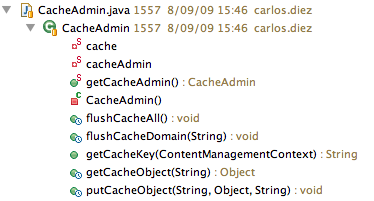 CacheAdmin.java 1557 8/09/09 15:46 carlos.diez
CacheAdmin 1557 8/09/09 15:46 carlos.diez
cache
cacheAdmin
getCacheAdmin() : CacheAdmin
CacheAdmin()
flushCacheAll() : void
flushCacheDomain(String) : void
getCacheKey(ContentManagementContext) : String
getCacheObject(String) : Object
putCacheObject(String, Object, String) : void